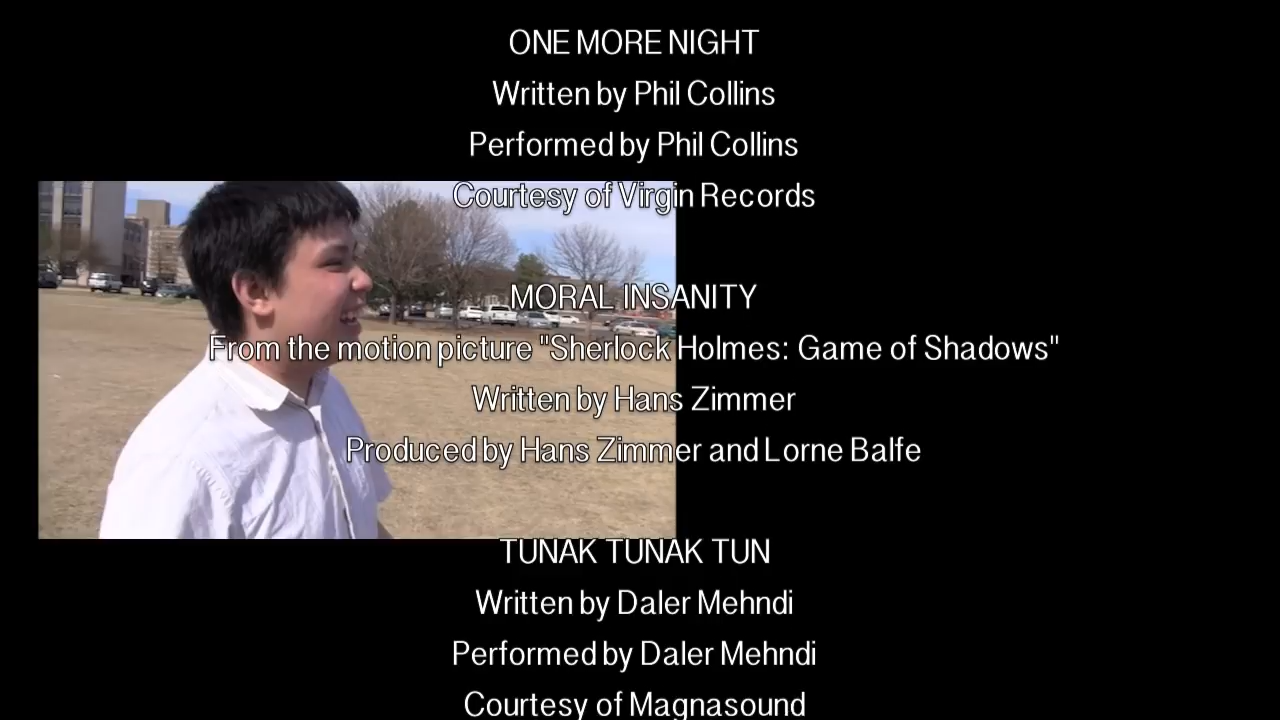 ONE MORE NIGHT
Written by Phil Collins
Performed by Phil Collins
Courtesy of Virgin Records
MORAL INSANITY
From the motion picture "Sherlock Holmes: Game of Shadows"
Written by Hans Zimmer
Produced by Hans Zimmer and Lorne Balfe
TUNAK TUNAK TUN
Written by Daler Mehndi
Performed by Daler Mehndi
Courtesy of Magnasound